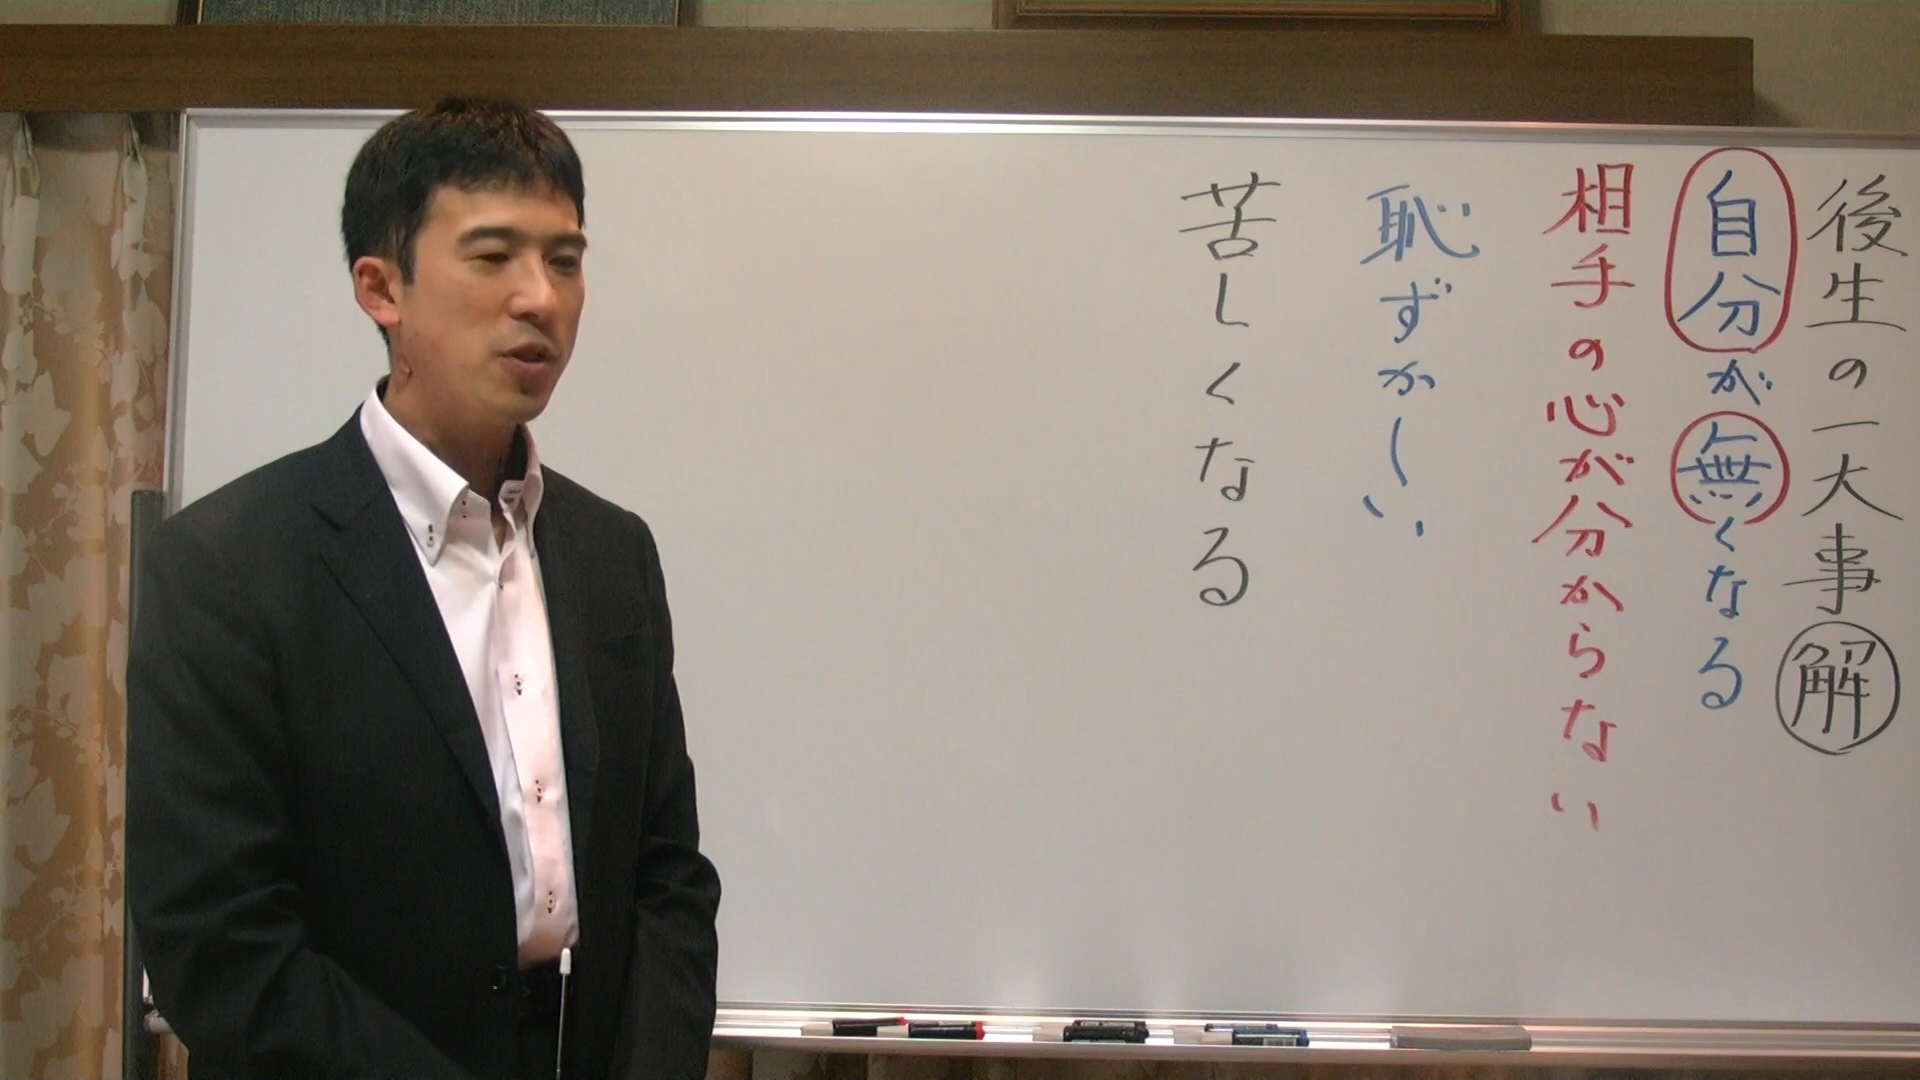 後生の一大事解
自分が無くなる
相手の心が分からない
恥ずかしい
苦しくなる